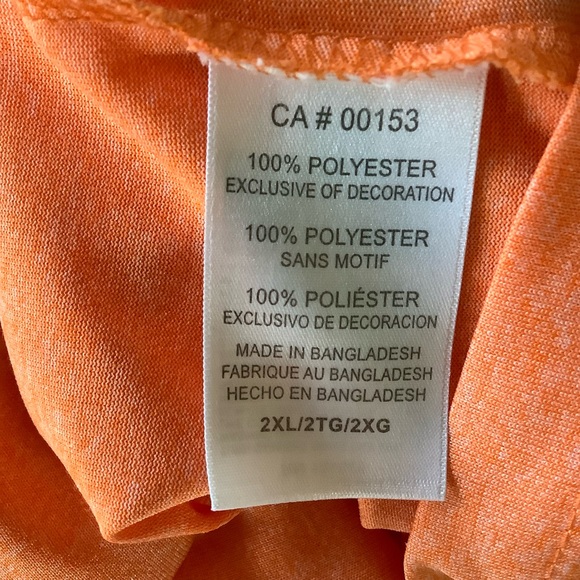 CA # 00153
100% POLYESTER
EXCLUSIVE OF DECORATION
100% POLYESTER
SANS MOTIF
100% POLIÉSTER
EXCLUSIVO DE DECORACION
MADE IN BANGLADESH
FABRIQUE AU BANGLADESH
HECHO EN BANGLADESH
2XL/2TG/2XG